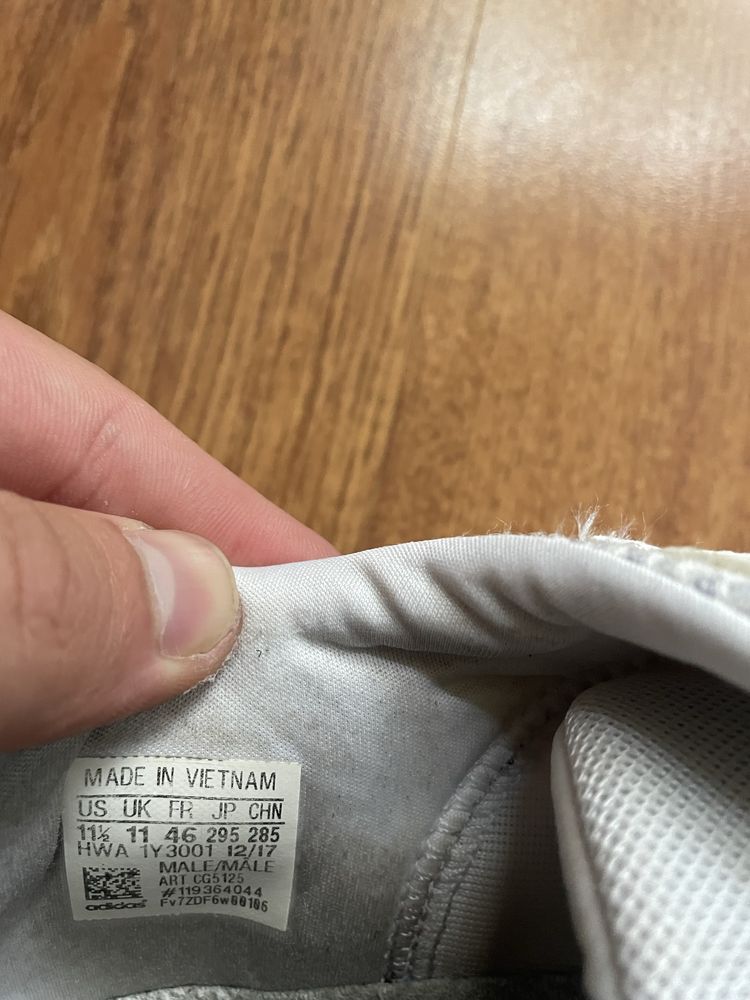 MADE IN VIETNAM
US UK FR JP CHN
11½ 11 46 295 285
HWA 1Y3001 12/17
MALE/MALE
ART CG5125
#119364044
Fv7ZDF6w00106
adidas